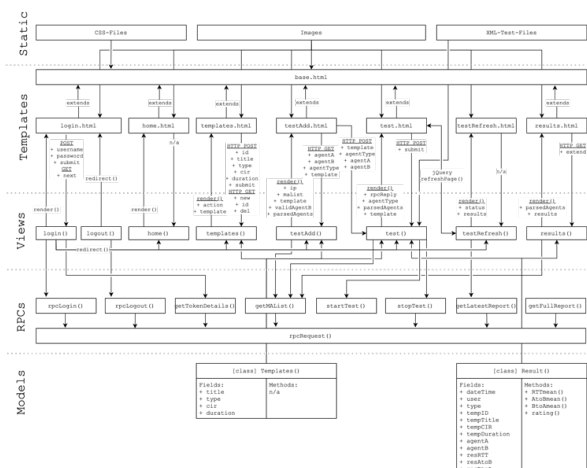 Static
CSS-Files
Images
XML-Test-Files
base.html
Templates
extends
extends
extends
extends
extends
extends
login.html
home.html
templates.html
testAdd.html
test.html
testRefresh.html
results.html
POST
+ username
+ password
+ submit
GET
+ next
redirect()
n/a
HTTP POST
+ id
+ title
+ type
+ cir
+ duration
+ submit
HTTP GET
+ new
+ id
+ del
HTTP GET
+ agentA
+ agentB
+ agentType
+ template
HTTP POST
+ template
+ agentType
+ agentA
+ agentB
HTTP POST
+ submit
jQuery
refreshPage()
n/a
HTTP GET
+ extend
render()
render()
render()
+ action
+ template
render()
+ ip
+ malist
+ template
+ validAgentB
+ parsedAgents
render()
+ rpcReply
+ agentType
+ parsedAgents
+ template
render()
+ status
+ results
render()
+ parsedAgents
+ results
Views
login()
logout()
home()
templates()
testAdd()
test()
testRefresh()
results()
redirect()
RPCs
rpcLogin()
rpcLogout()
getTokenDetails()
getMAList()
startTest()
stopTest()
getLatestReport()
getFullReport()
rpcRequest()
Models
[class] Templates()
Fields:
+ title
+ type
+ cir
+ duration
Methods:
n/a
[class] Result()
Fields:
+ dateTime
+ user
+ type
+ tempID
+ tempTitle
+ tempCIR
+ tempDuration
+ agentA
+ agentB
+ resRTT
+ resAtoB
Methods:
+ RTTmean()
+ AtoBmean()
+ BtoAmean()
+ rating()